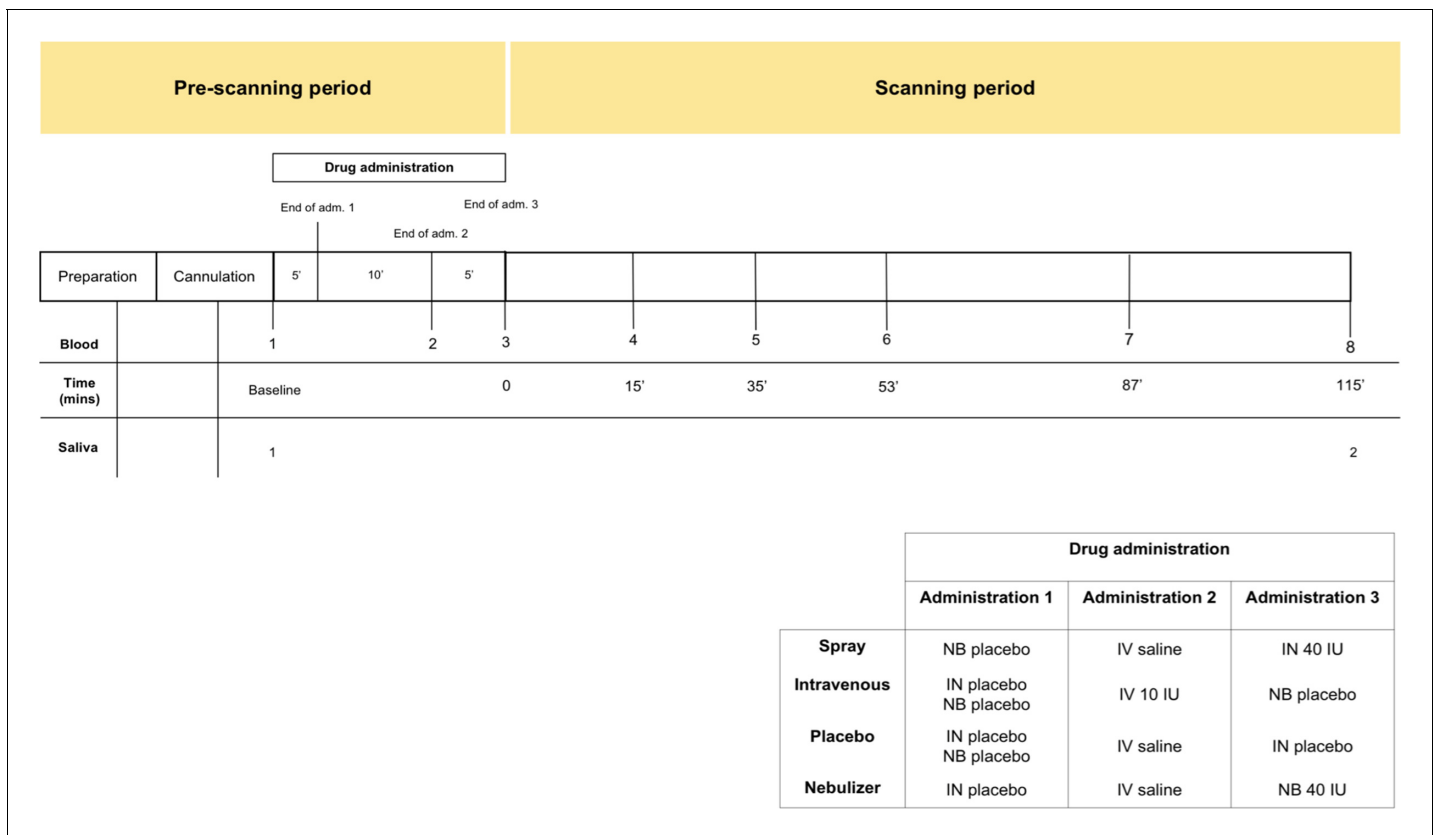 Pre-scanning period
Scanning period
Drug administration
End of adm. 1
End of adm. 3
End of adm. 2
Preparation
Cannulation
5'
10'
5'
Blood
1
2
3
4
5
6
7
8
Time
(mins)
Baseline
0
15'
35'
53'
87'
115'
Saliva
1
2
Drug administration
Administration 1
Administration 2
Administration 3
Spray
NB placebo
IV saline
IN 40 IU
Intravenous
IN placebo
NB placebo
IV 10 IU
NB placebo
Placebo
IN placebo
NB placebo
IV saline
IN placebo
Nebulizer
IN placebo
IV saline
NB 40 IU